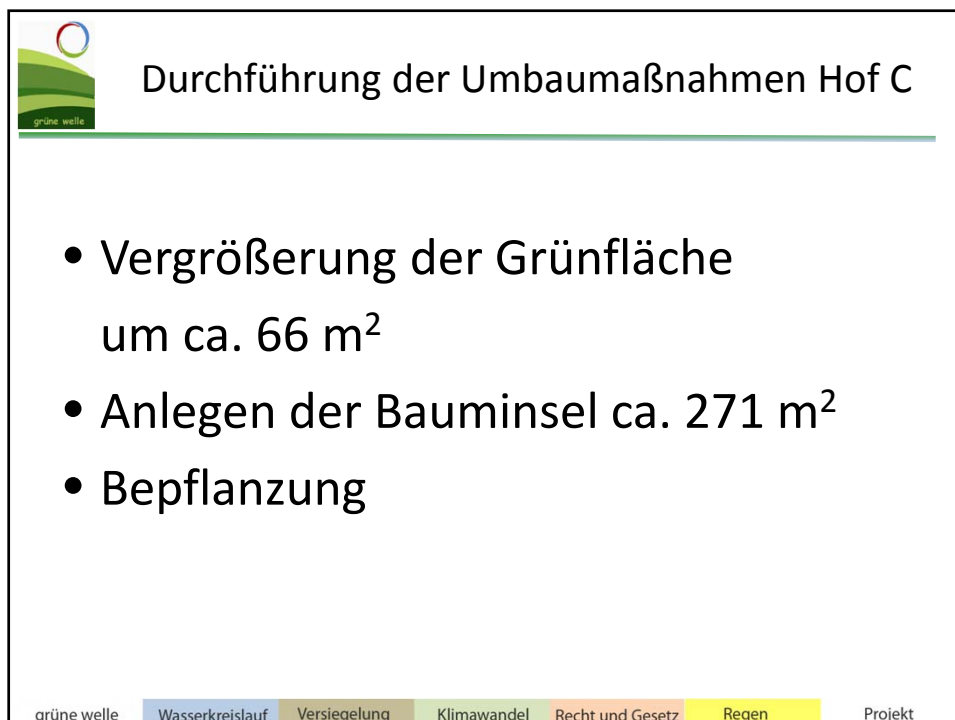 grüne welle
Durchführung der Umbaumaßnahmen Hof C
• Vergrößerung der Grünfläche
um ca. 66 m²
• Anlegen der Bauminsel ca. 271 m²
• Bepflanzung
grüne welle Wasserkreislauf Versiegelung Klimawandel Recht und Gesetz Regen Projekt